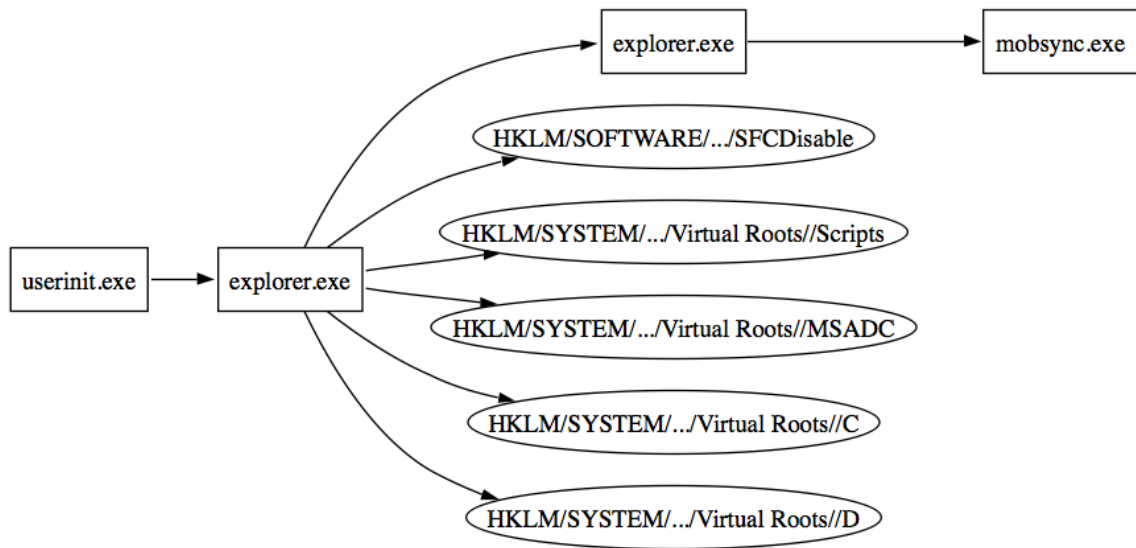 explorer.exe
mobsync.exe
HKLM/SOFTWARE/.../SFCDisable
HKLM/SYSTEM/.../Virtual Roots//Scripts
userinit.exe
explorer.exe
HKLM/SYSTEM/.../Virtual Roots//MSADC
HKLM/SYSTEM/.../Virtual Roots//C
HKLM/SYSTEM/.../Virtual Roots//D